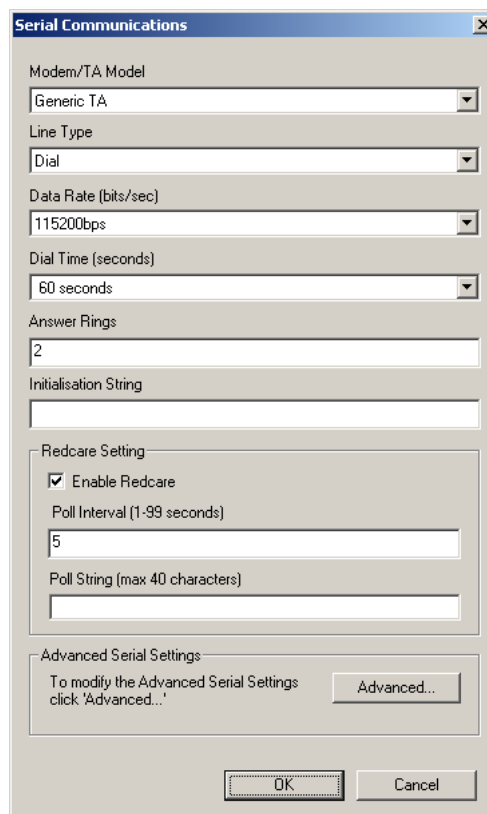 Serial Communications
Modem/TA Model
Generic TA
Line Type
Dial
Data Rate (bits/sec)
115200bps
Dial Time (seconds)
60 seconds
Answer Rings
2
Initialisation String
Redcare Setting
Enable Redcare
Poll Interval (1-99 seconds)
5
Poll String (max 40 characters)
Advanced Serial Settings
To modify the Advanced Serial Settings
click 'Advanced...'
Advanced...
OK
Cancel